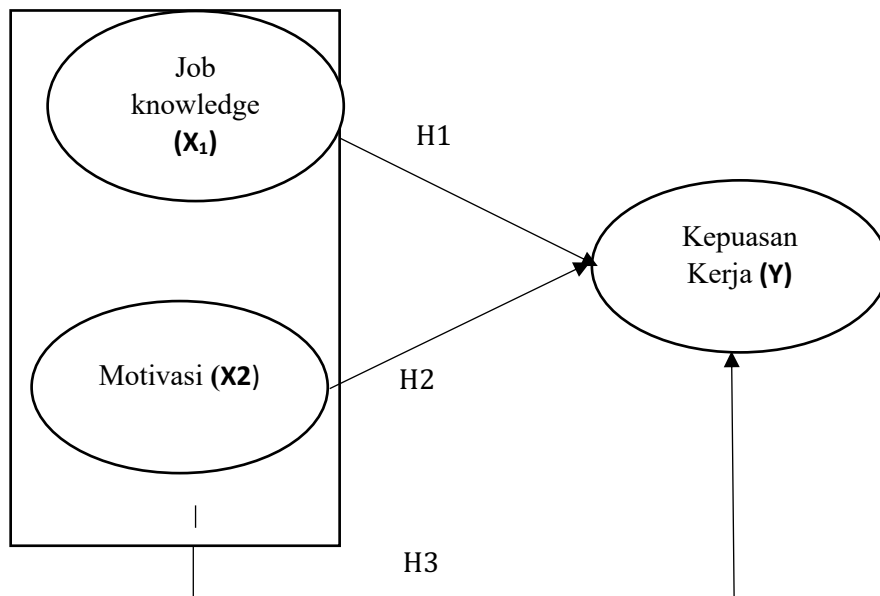 Job
knowledge
(X₁)
H1
Kepuasan
Kerja (Y)
Motivasi (X2)
H2
H3